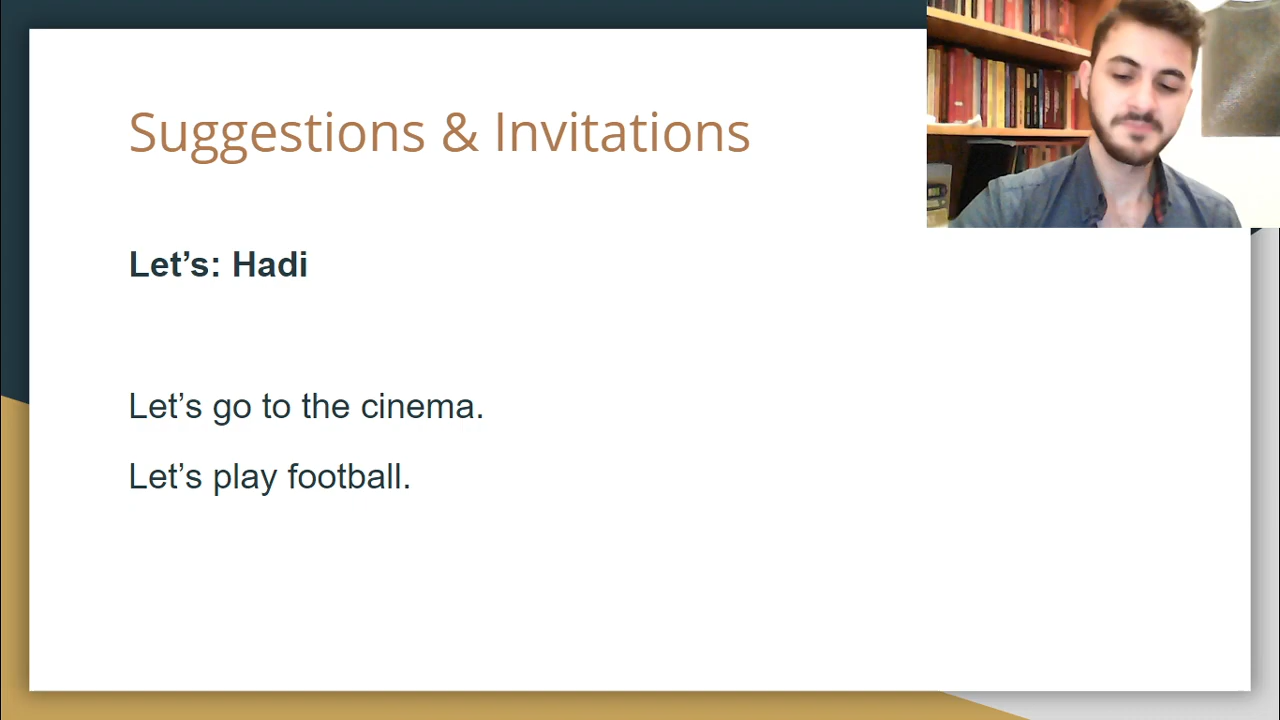 Suggestions & Invitations
Let’s: Hadi
Let’s go to the cinema.
Let’s play football.